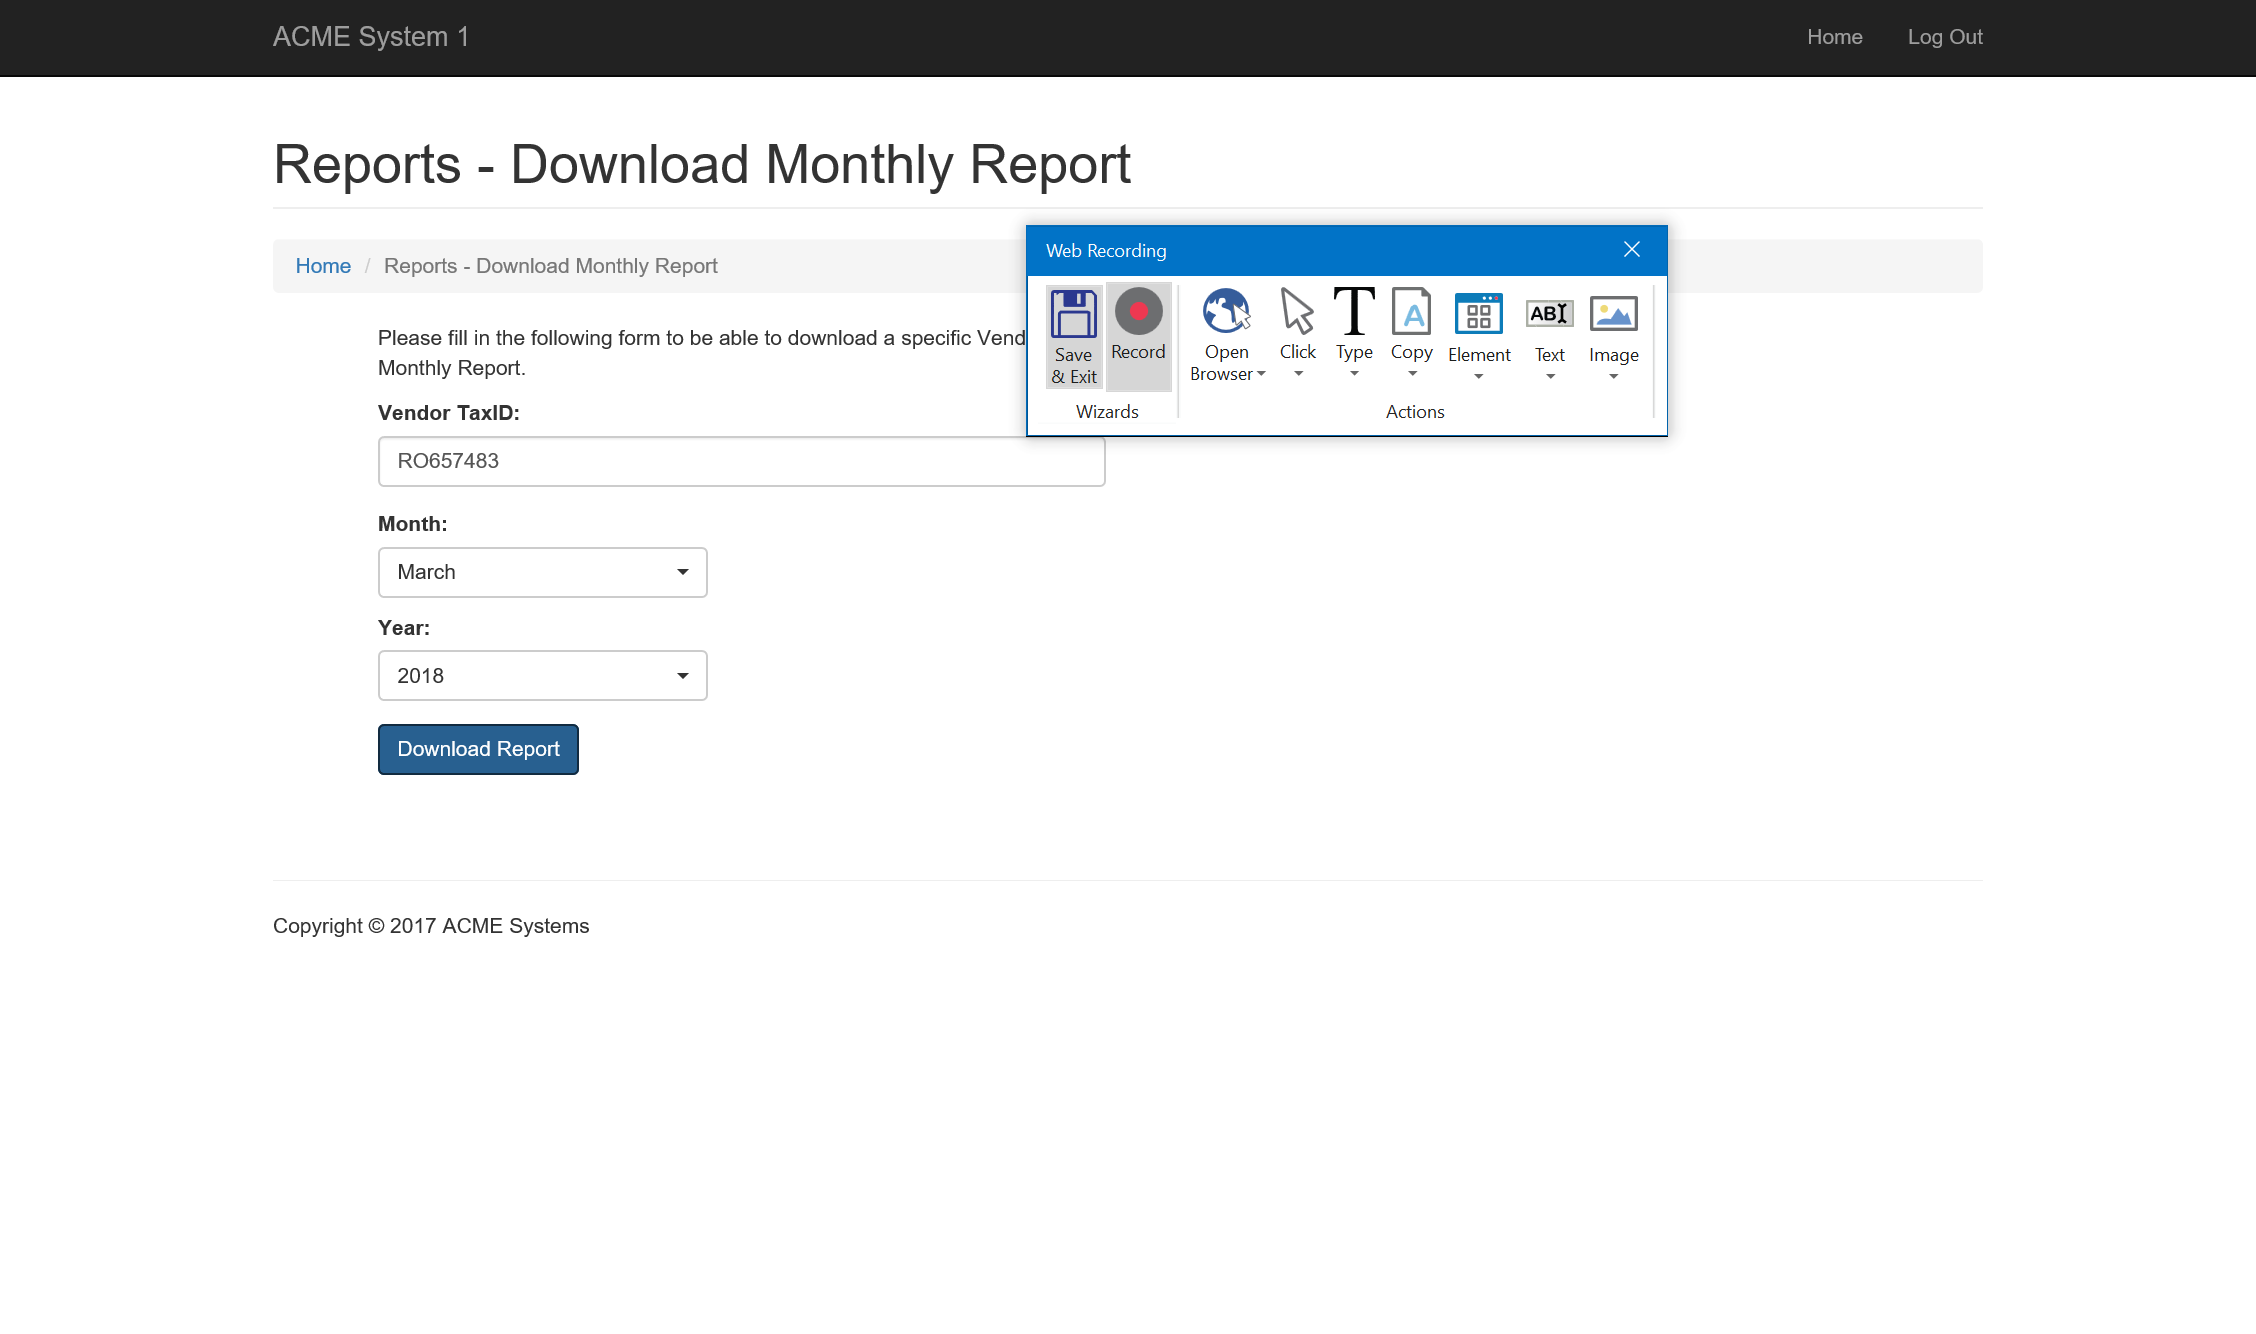 ACME System 1
Home
Log Out
Reports - Download Monthly Report
Home / Reports - Download Monthly Report
Web Recording
Save
& Exit
Record
Open
Browser
Click
Type
Copy
Element
ABI
Text
Image
Wizards
Actions
Please fill in the following form to be able to download a specific Vend
Monthly Report.
Vendor TaxID:
RO657483
Month:
March
Year:
2018
Download Report
Copyright © 2017 ACME Systems